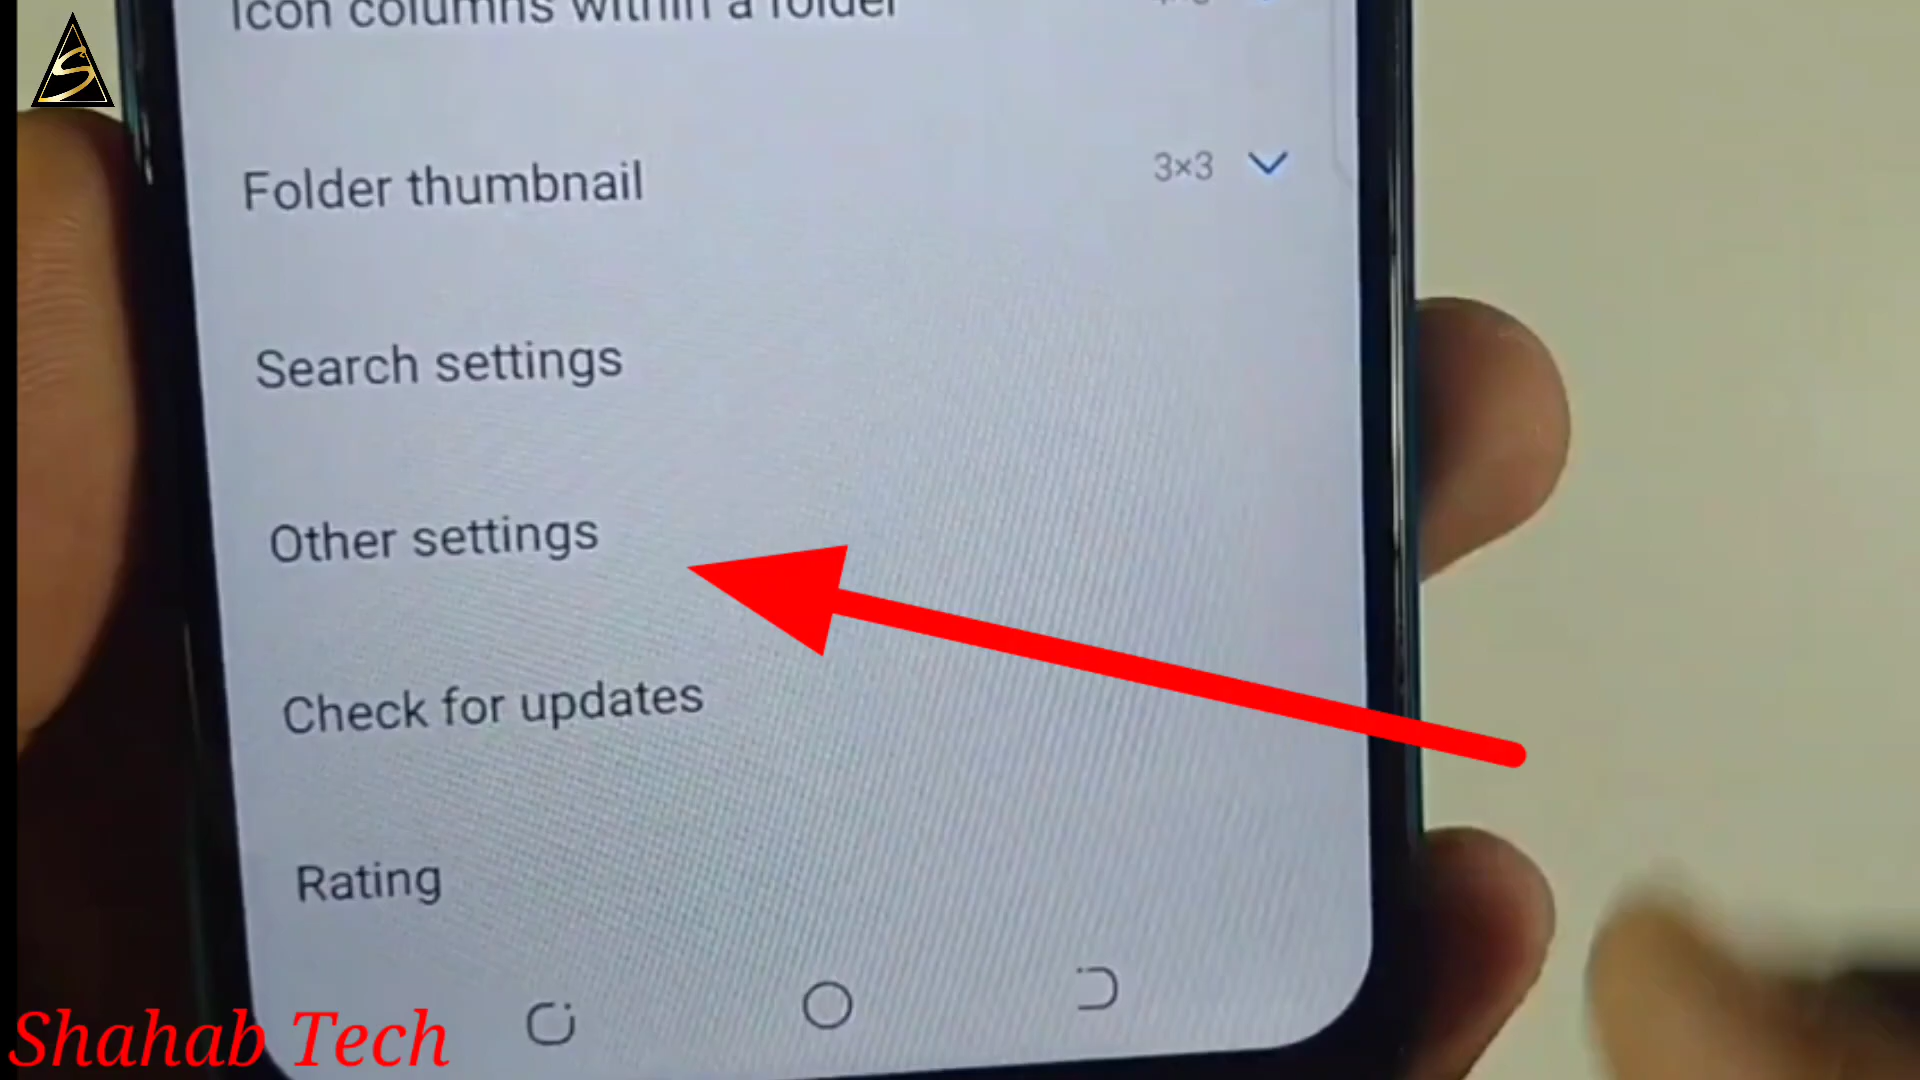 Icon columns within a folder
Folder thumbnail 3×3
Search settings
Other settings
Check for updates
Rating
Shahab Tech